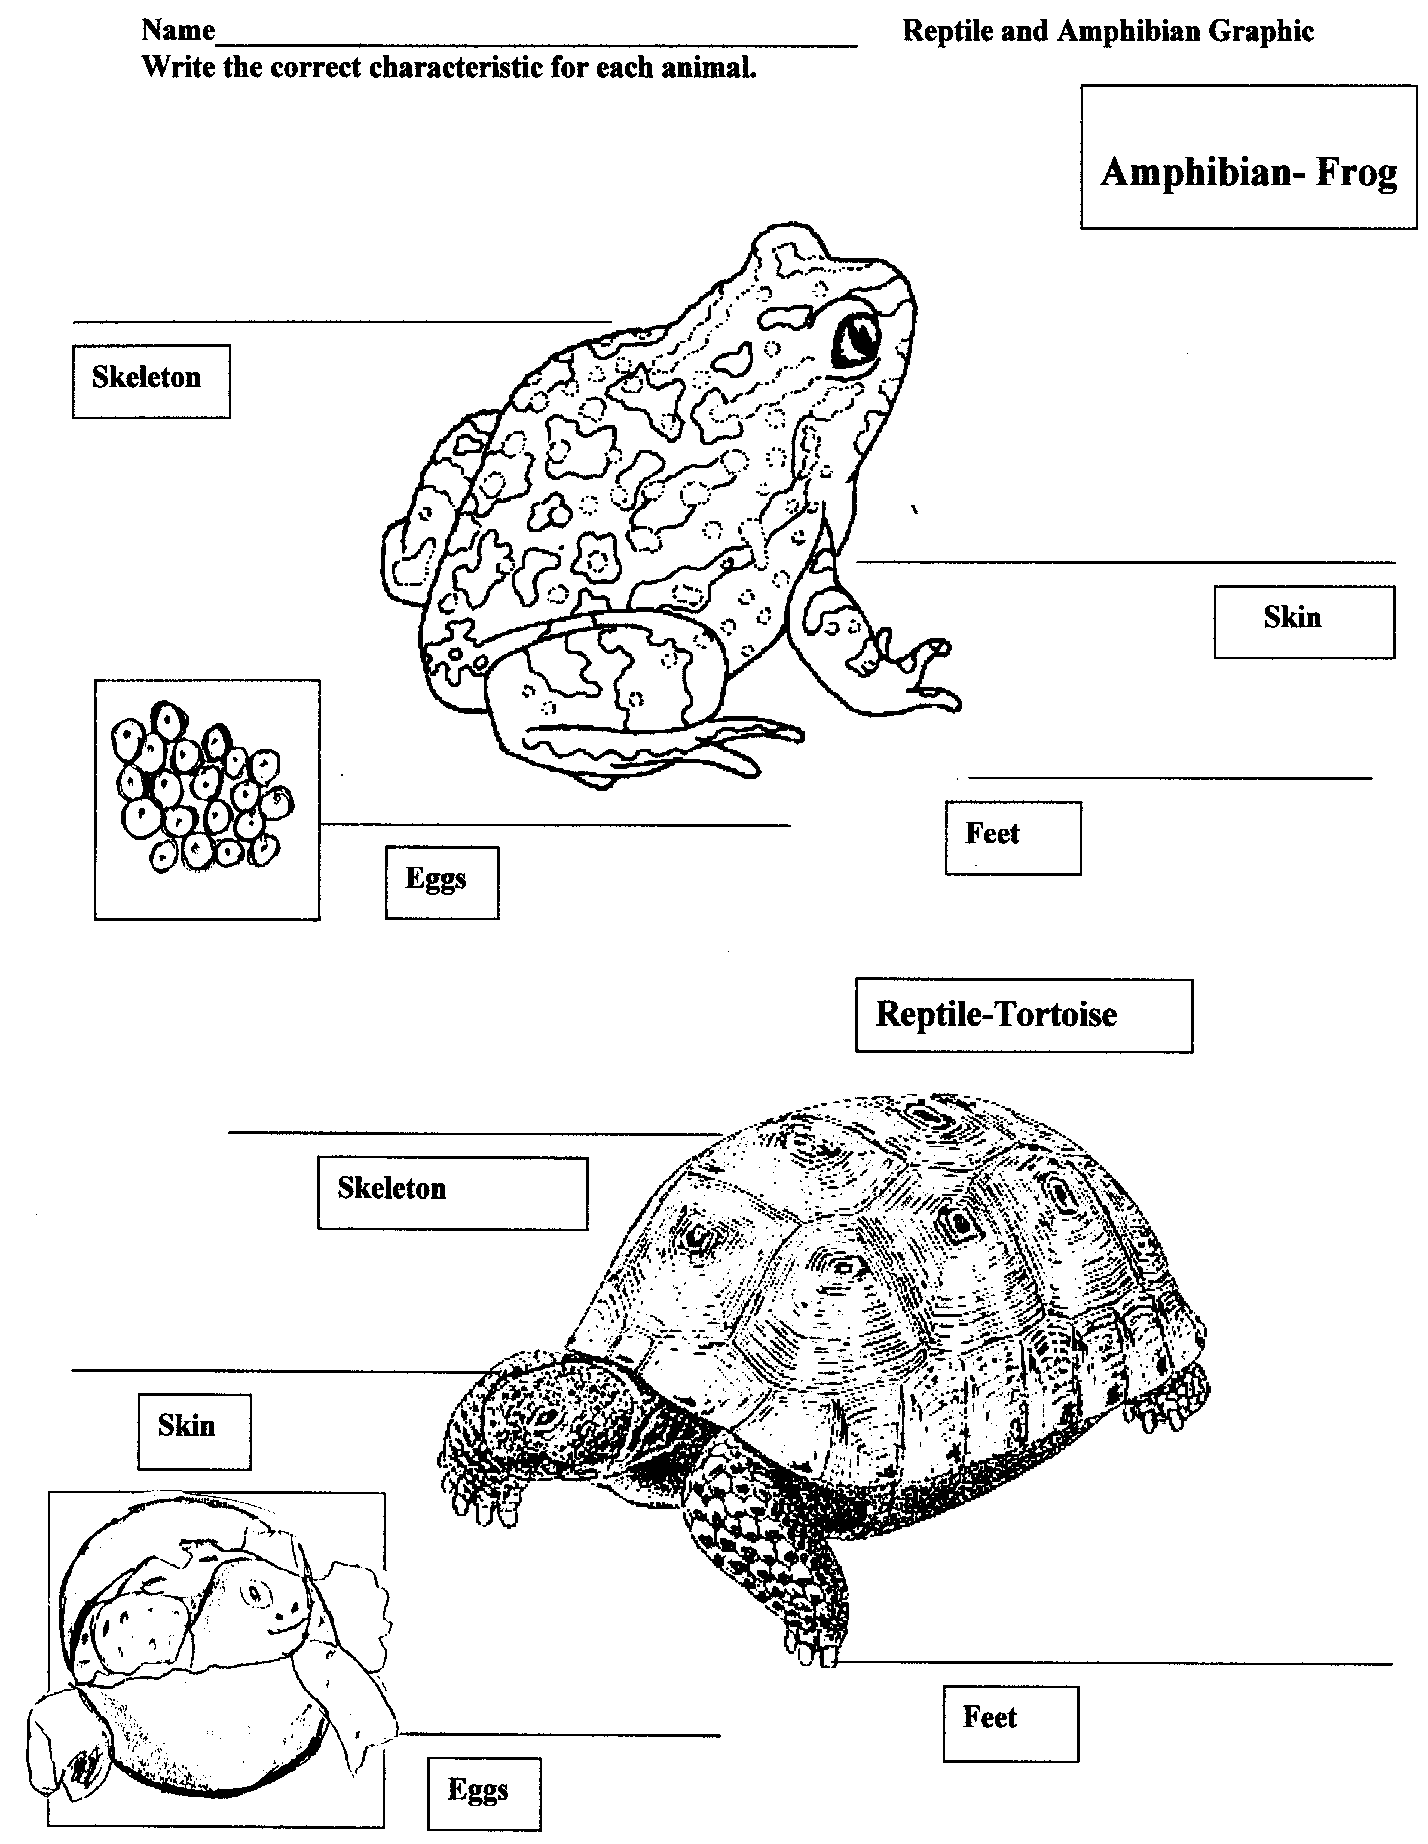 Name Reptile and Amphibian Graphic
Write the correct characteristic for each animal.
Amphibian- Frog
Skeleton
Skin
Feet
Eggs
Reptile-Tortoise
Skeleton
Skin
Feet
Eggs